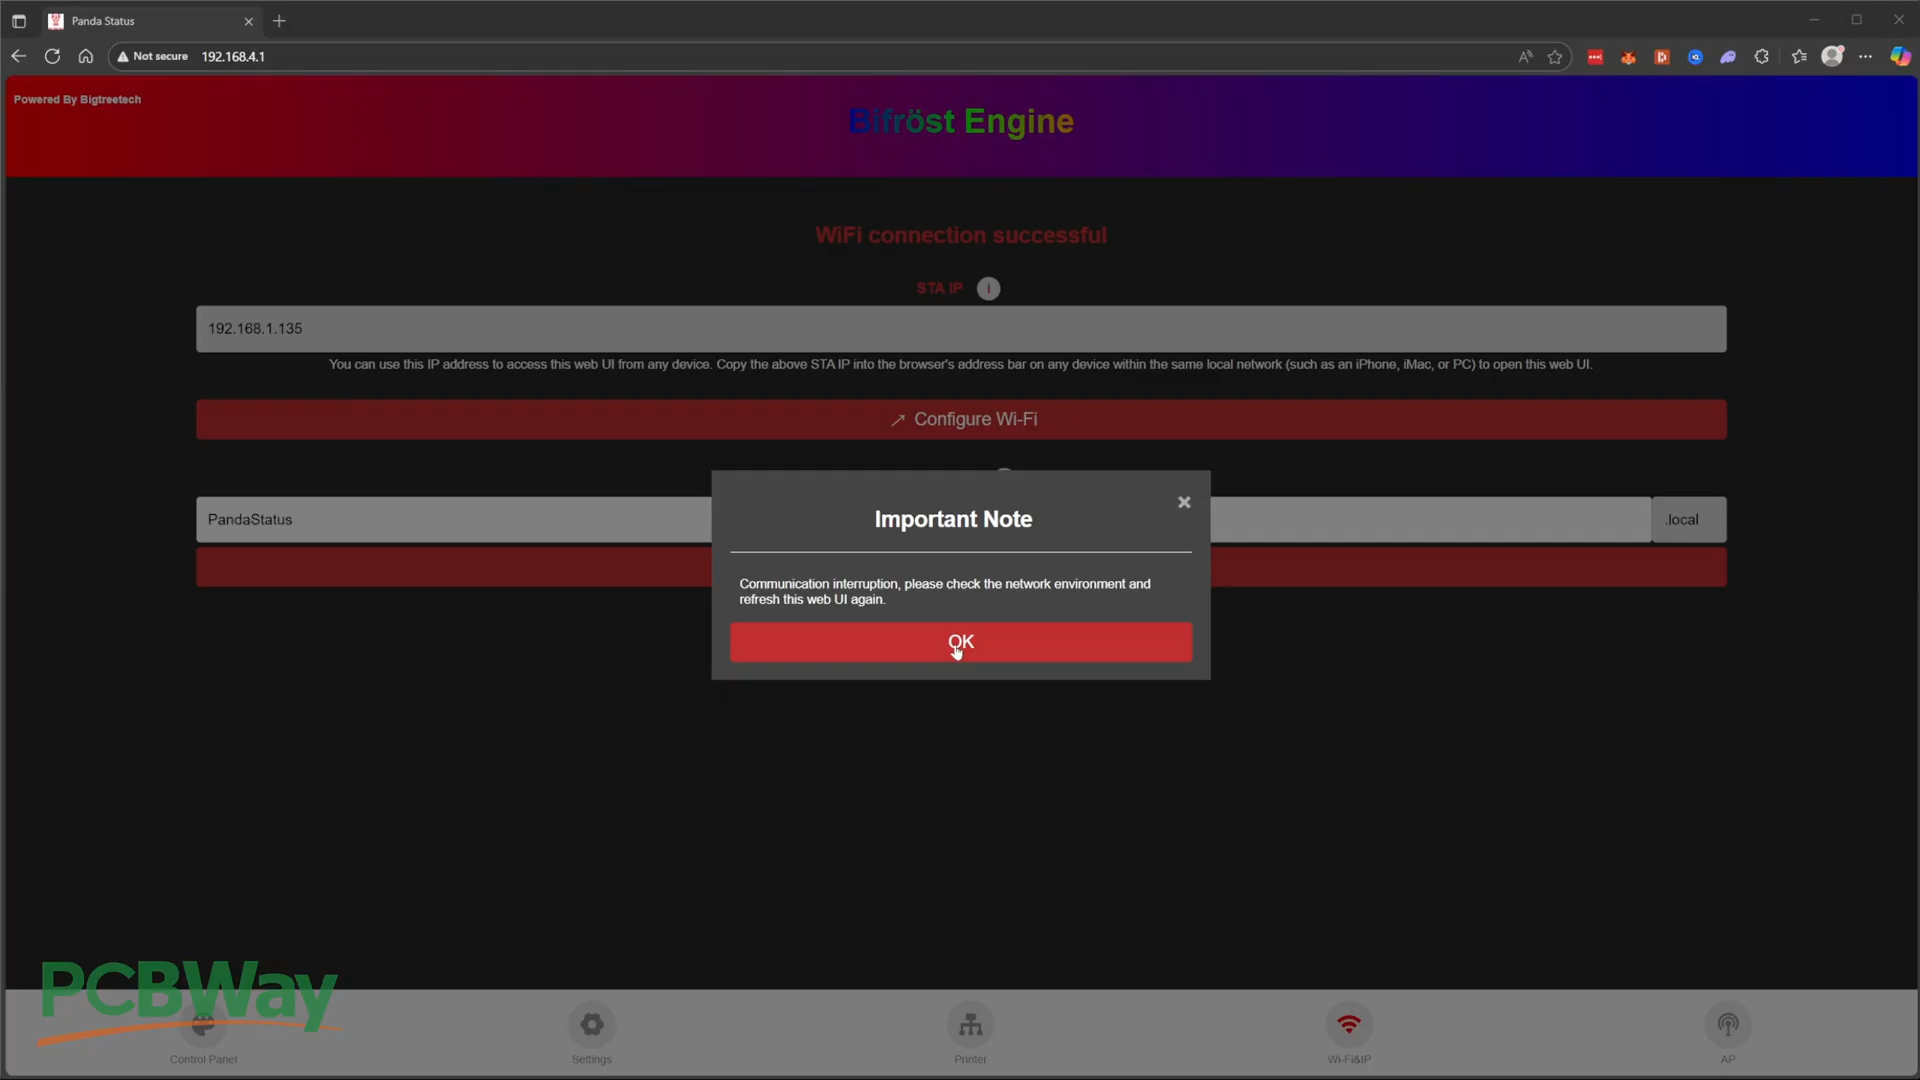 Panda Status
Not secure
192.168.4.1
Powered By Bigtreetech
Bifröst Engine
WiFi connection successful
STA IP
i
192.168.1.135
You can use this IP address to access this web UI from any device. Copy the above STA IP into the browser's address bar on any device within the same local network (such as an iPhone, iMac, or PC) to open this web UI.
Configure Wi-Fi
PandaStatus
.local
Important Note
Communication interruption, please check the network environment and
refresh this web UI again.
OK
PCBWay
Control Panel
Settings
Printer
Wi-Fi&IP
AP